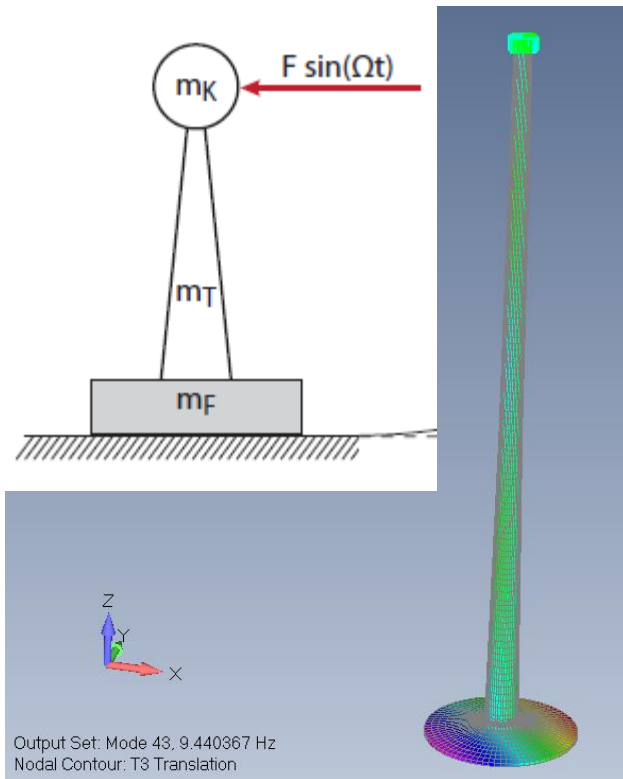 F sin(Ωt)
mK
mT
mF
Z
Y
X
Output Set: Mode 43, 9.440367 Hz
Nodal Contour: T3 Translation